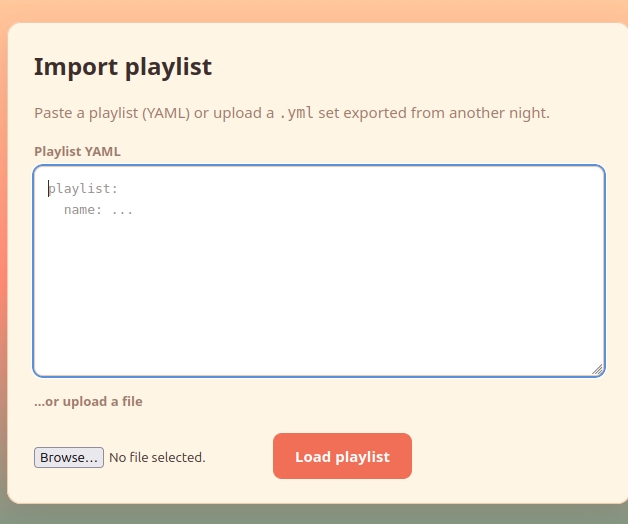 Import playlist
Paste a playlist (YAML) or upload a .yml set exported from another night.
Playlist YAML
playlist:
  name: ...
...or upload a file
Browse... No file selected.
Load playlist